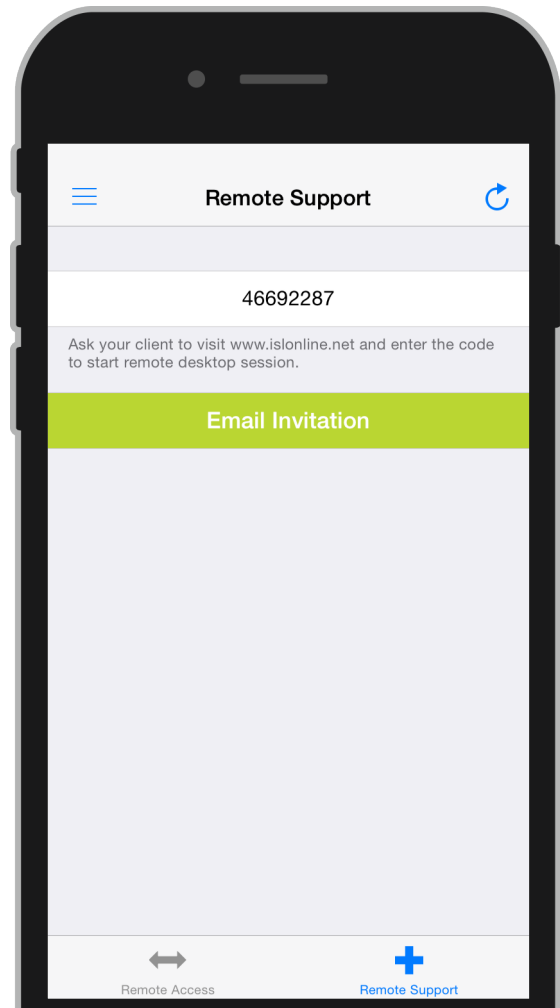 Remote Support
46692287
Ask your client to visit www.islonline.net and enter the code
to start remote desktop session.
Email Invitation
Remote Access
Remote Support